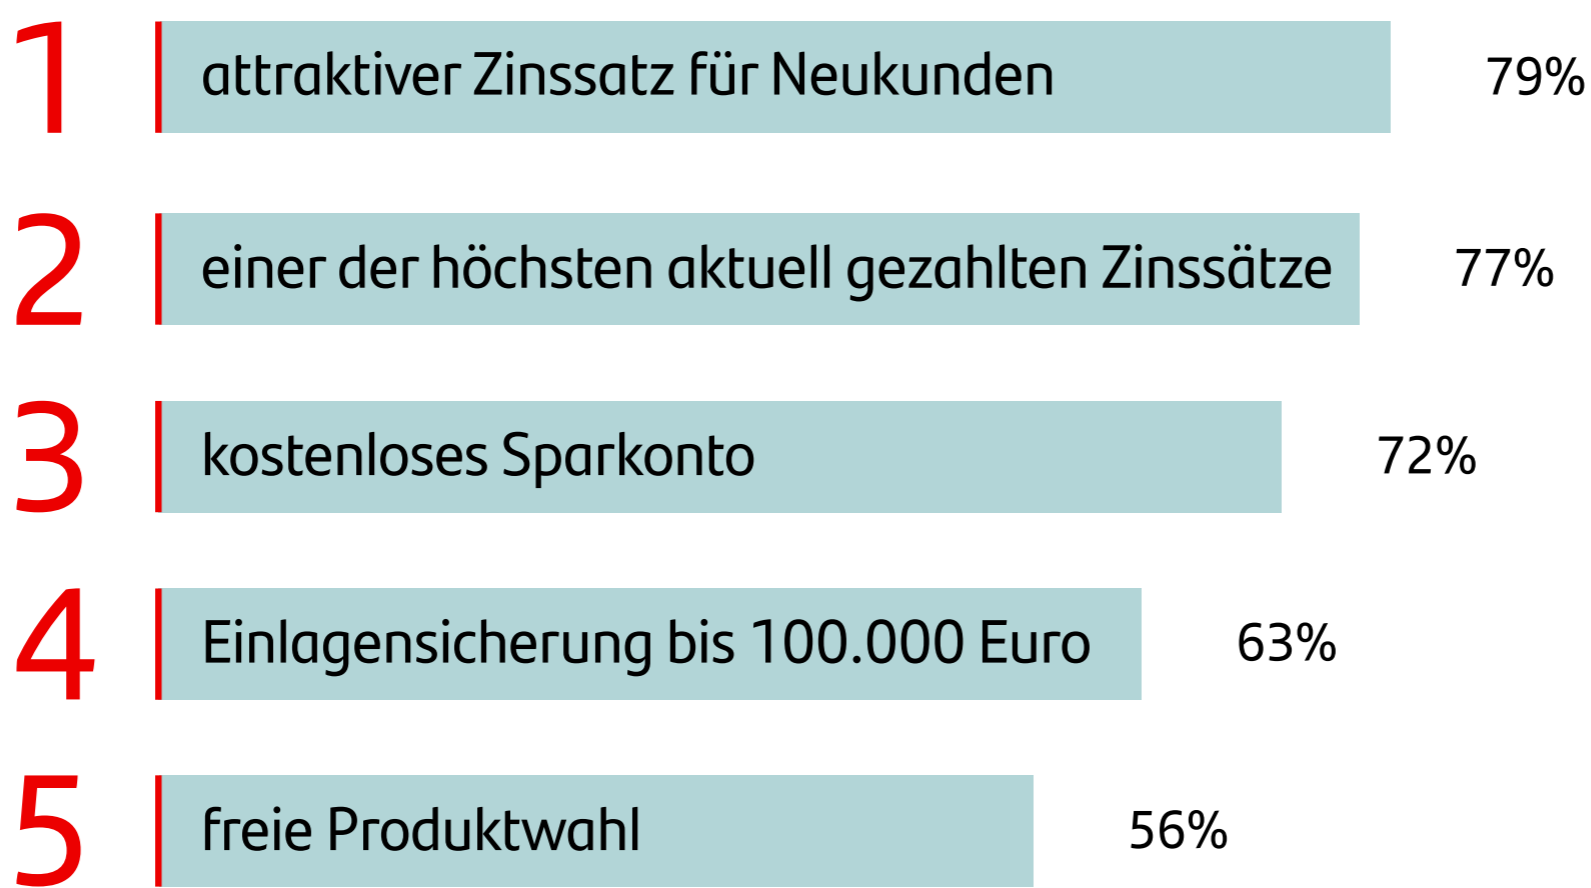 1 attraktiver Zinssatz für Neukunden 79%
2 einer der höchsten aktuell gezahlten Zinssätze 77%
3 kostenloses Sparkonto 72%
4 Einlagensicherung bis 100.000 Euro 63%
5 freie Produktwahl 56%